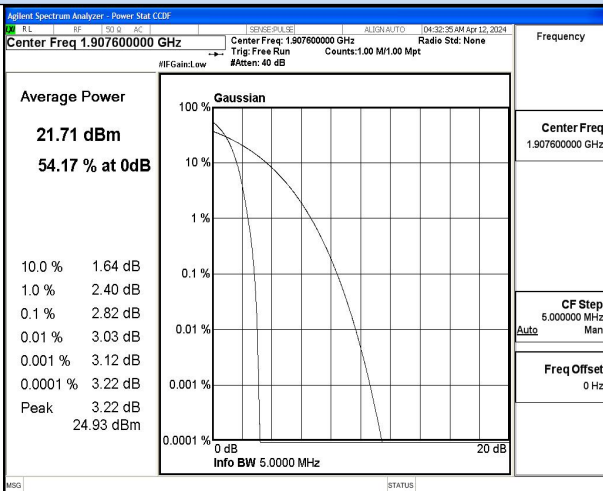 Agilent Spectrum Analyzer - Power Stat CCDF
RL RF 50 Ω AC SENSE:PULSE ALIGN AUTO 04:32:35 AM Apr 12, 2024
Center Freq 1.907600000 GHz
Center Freq: 1.907600000 GHz Radio Std: None
Trig: Free Run Counts:1.00 M/1.00 Mpt
#IFGain:Low #Atten: 40 dB
Frequency
Average Power
21.71 dBm
54.17 % at 0dB
10.0 % 1.64 dB
1.0 % 2.40 dB
0.1 % 2.82 dB
0.01 % 3.03 dB
0.001 % 3.12 dB
0.0001 % 3.22 dB
Peak 3.22 dB
24.93 dBm
Gaussian
100 %
10 %
1 %
0.1 %
0.01 %
0.001 %
0.0001 %
0 dB 20 dB
Info BW 5.0000 MHz
Center Freq
1.907600000 GHz
CF Step
5.000000 MHz
Auto Man
Freq Offset
0 Hz
MSG STATUS